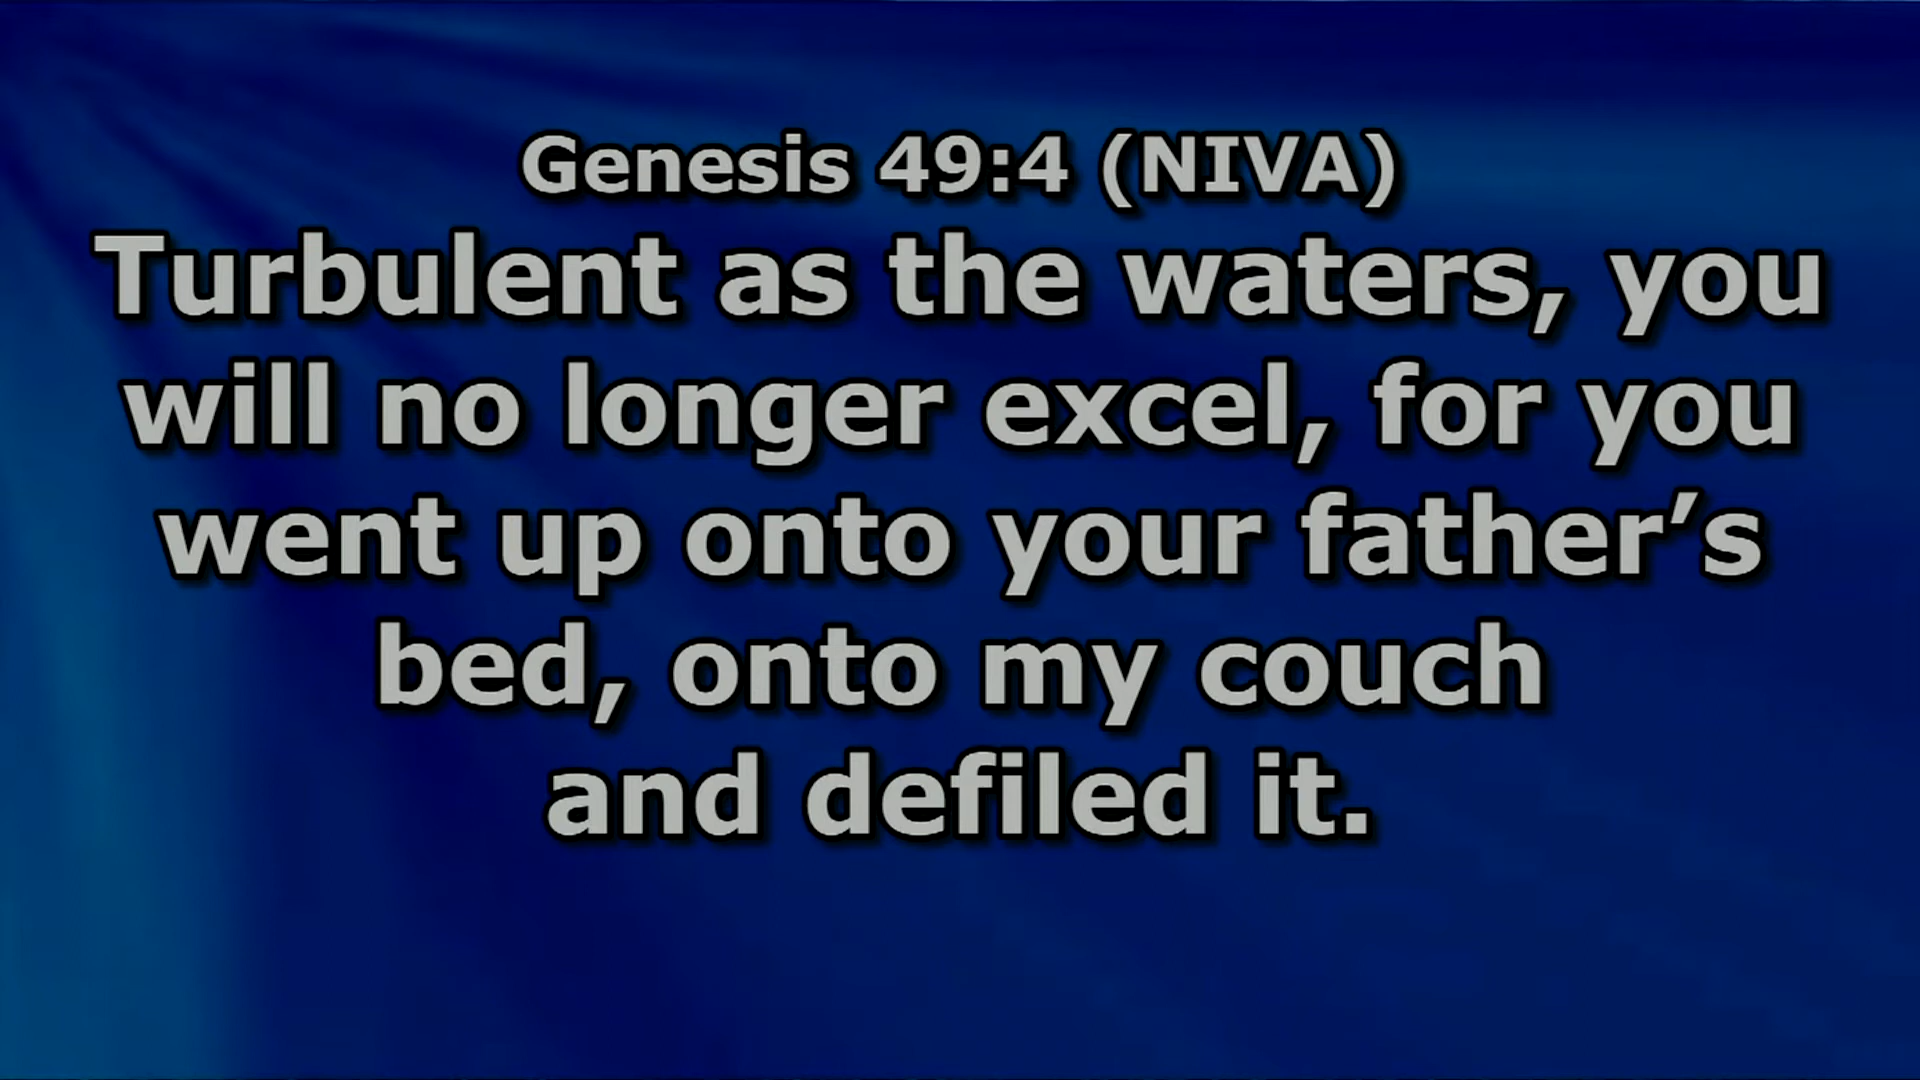 Genesis 49:4 (NIVA)
Turbulent as the waters, you
will no longer excel, for you
went up onto your father’s
bed, onto my couch
and defiled it.